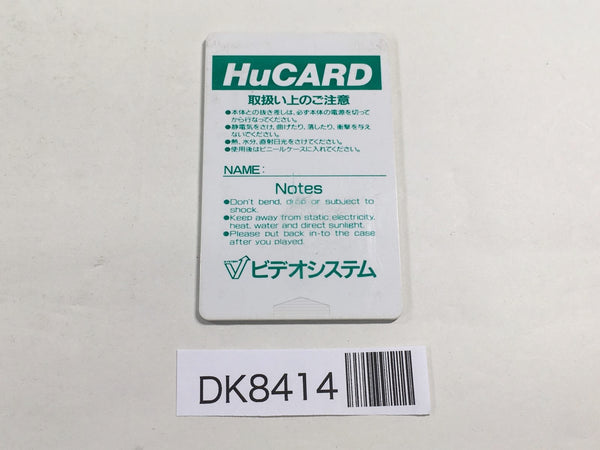 HuCARD
取扱い上のご注意
●本体との抜き差しは、必ず本体の電源を切って
から行なってください。
●静電気をさけ、曲げたり、落したり、衝撃を与え
ないでください。
●熱、水分、直射日光をさけてください。
●使用後はビニールケースに入れてください。
NAME:
Notes
●Don't bend, drop or subject to
shock.
●Keep away from static electricity,
heat, water and direct sunlight.
●Please put back in-to the case
after you played.
ビデオシステム
DK8414